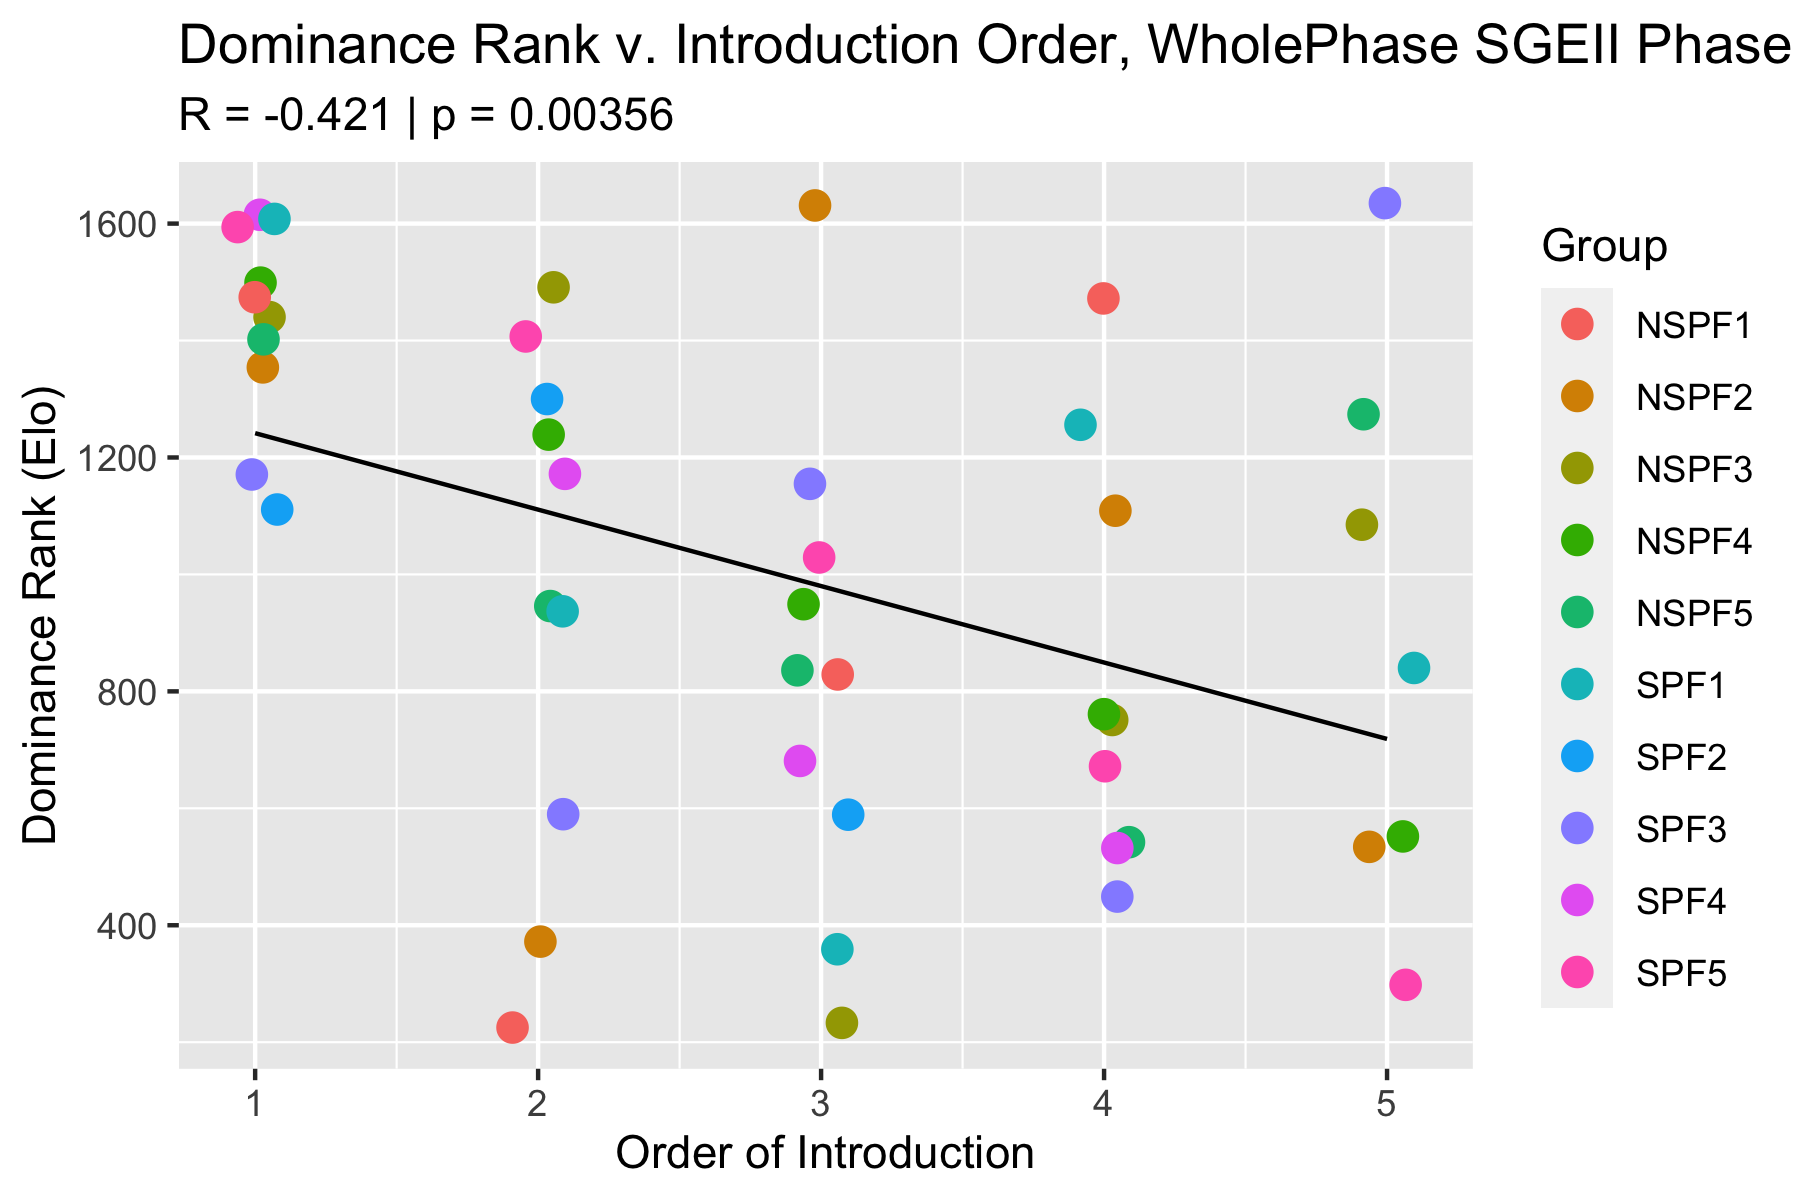 Dominance Rank v. Introduction Order, WholePhase SGEII Phase
R = -0.421 | p = 0.00356
Dominance Rank (Elo)
1600
1200
800
400
1
2
3
4
5
Order of Introduction
Group
NSPF1
NSPF2
NSPF3
NSPF4
NSPF5
SPF1
SPF2
SPF3
SPF4
SPF5